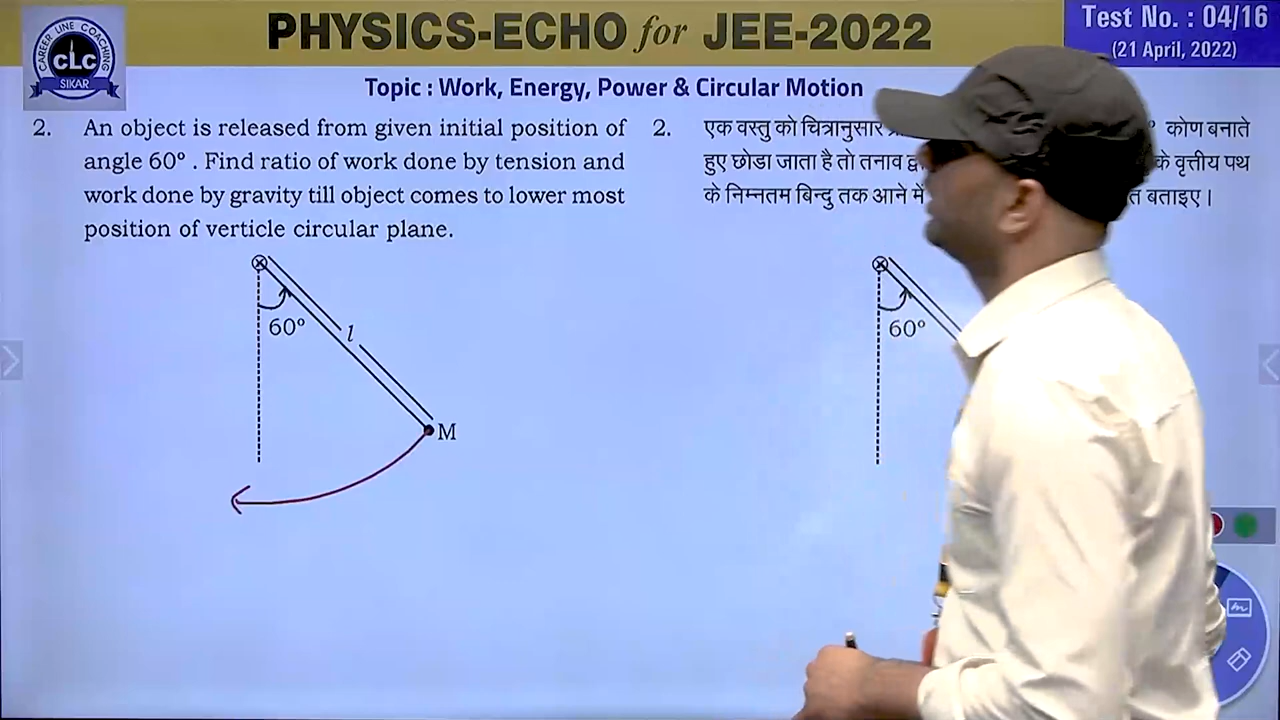 PHYSICS-ECHO for JEE-2022
Test No. : 04/16
(21 April, 2022)
CAREER LINE COACHING
CLC
SIKAR
Topic : Work, Energy, Power & Circular Motion
2. An object is released from given initial position of
angle 60° . Find ratio of work done by tension and
work done by gravity till object comes to lower most
position of verticle circular plane.
60°
l
M
2. एक वस्तु को चित्रानुसार ° कोण बनाते
हुए छोडा जाता है तो तनाव के वृत्तीय पथ
के निम्नतम बिन्दु तक आने में बताइए।
60°